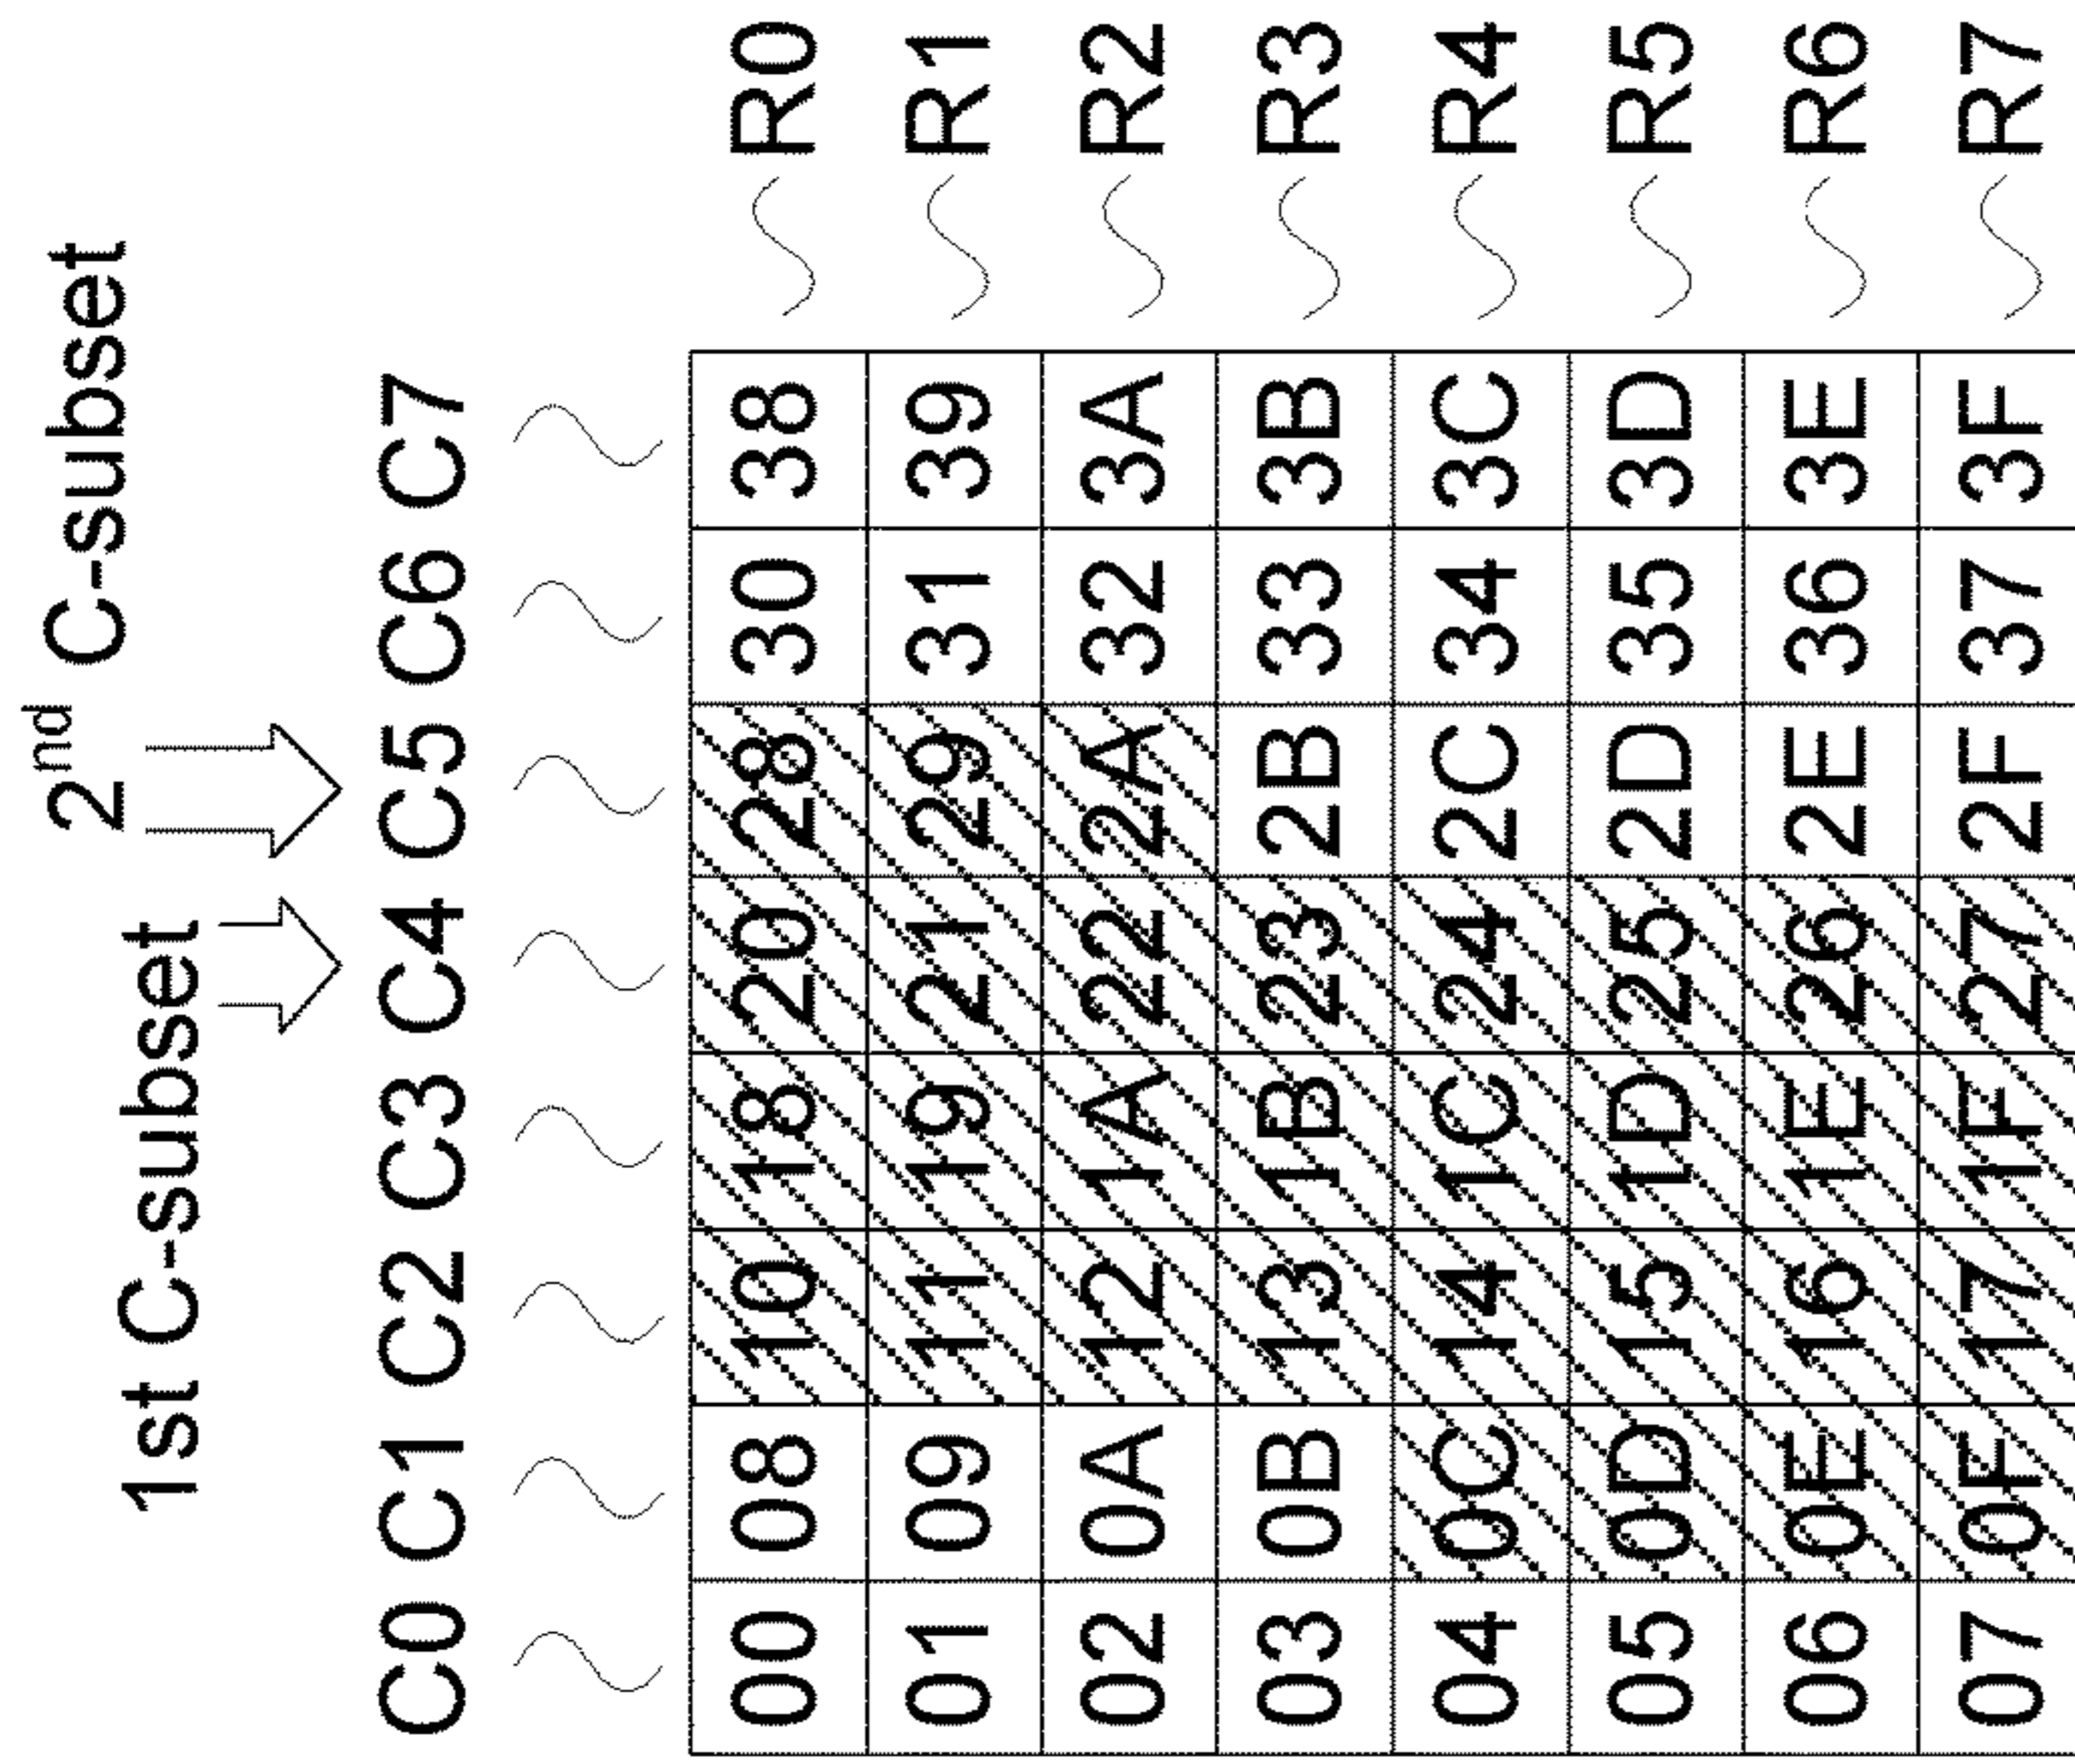 2nd C-subset
1st C-subset
C0 C1 C2 C3 C4 C5 C6 C7
00 08 10 18 20 28 30 38 R0
01 09 11 19 21 29 31 39 R1
02 0A 12 1A 22 2A 32 3A R2
03 0B 13 1B 23 2B 33 3B R3
04 0C 14 1C 24 2C 34 3C R4
05 0D 15 1D 25 2D 35 3D R5
06 0E 16 1E 26 2E 36 3E R6
07 0F 17 1F 27 2F 37 3F R7